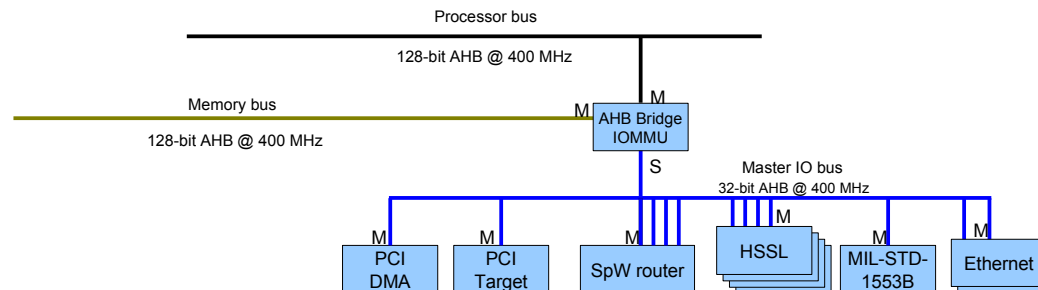 Processor bus
128-bit AHB @ 400 MHz
Memory bus
128-bit AHB @ 400 MHz
M
M
AHB Bridge
IOMMU
S
Master IO bus
32-bit AHB @ 400 MHz
M
PCI
DMA
M
PCI
Target
M
SpW router
M
HSSL
M
MIL-STD-
1553B
M
Ethernet